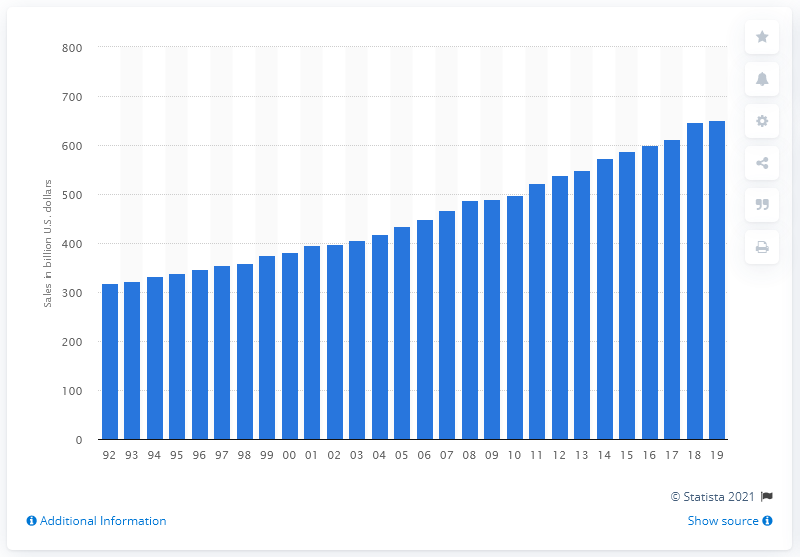 800
700
600
500
400
300
200
100
0
Sales in billion U.S. dollars
92 93 94 95 96 97 98 99 00 01 02 03 04 05 06 07 08 09 10 11 12 13 14 15 16 17 18 19
© Statista 2021
Additional Information
Show source